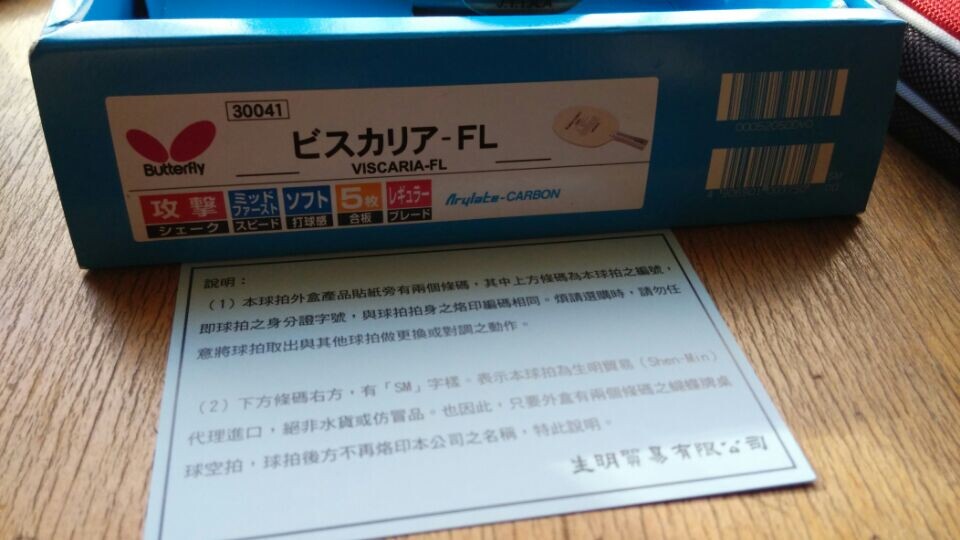 30041
Butterfly
ビスカリア-FL
VISCARIA-FL
攻撃
シェーク
ミッド
ファースト
スピード
ソフト
打球感
5枚
合板
レギュラー
ブレード
Arylate-CARBON
說明：
（1）本球拍外盒產品貼紙旁有兩個條碼，其中上方條碼為本球拍之編號，
即球拍之身分證字號，與球拍拍身之烙印編碼相同。煩請選購時，請勿任
意將球拍取出與其他球拍做更換或對調之動作。
（2）下方條碼右方，有「SM」字樣。表示本球拍為生明貿易（Shen-Min）
代理進口，絕非水貨或仿冒品。也因此，只要外盒有兩個條碼之蝴蝶牌桌
球空拍，球拍後方不再烙印本公司之名稱，特此說明。
生明貿易有限公司